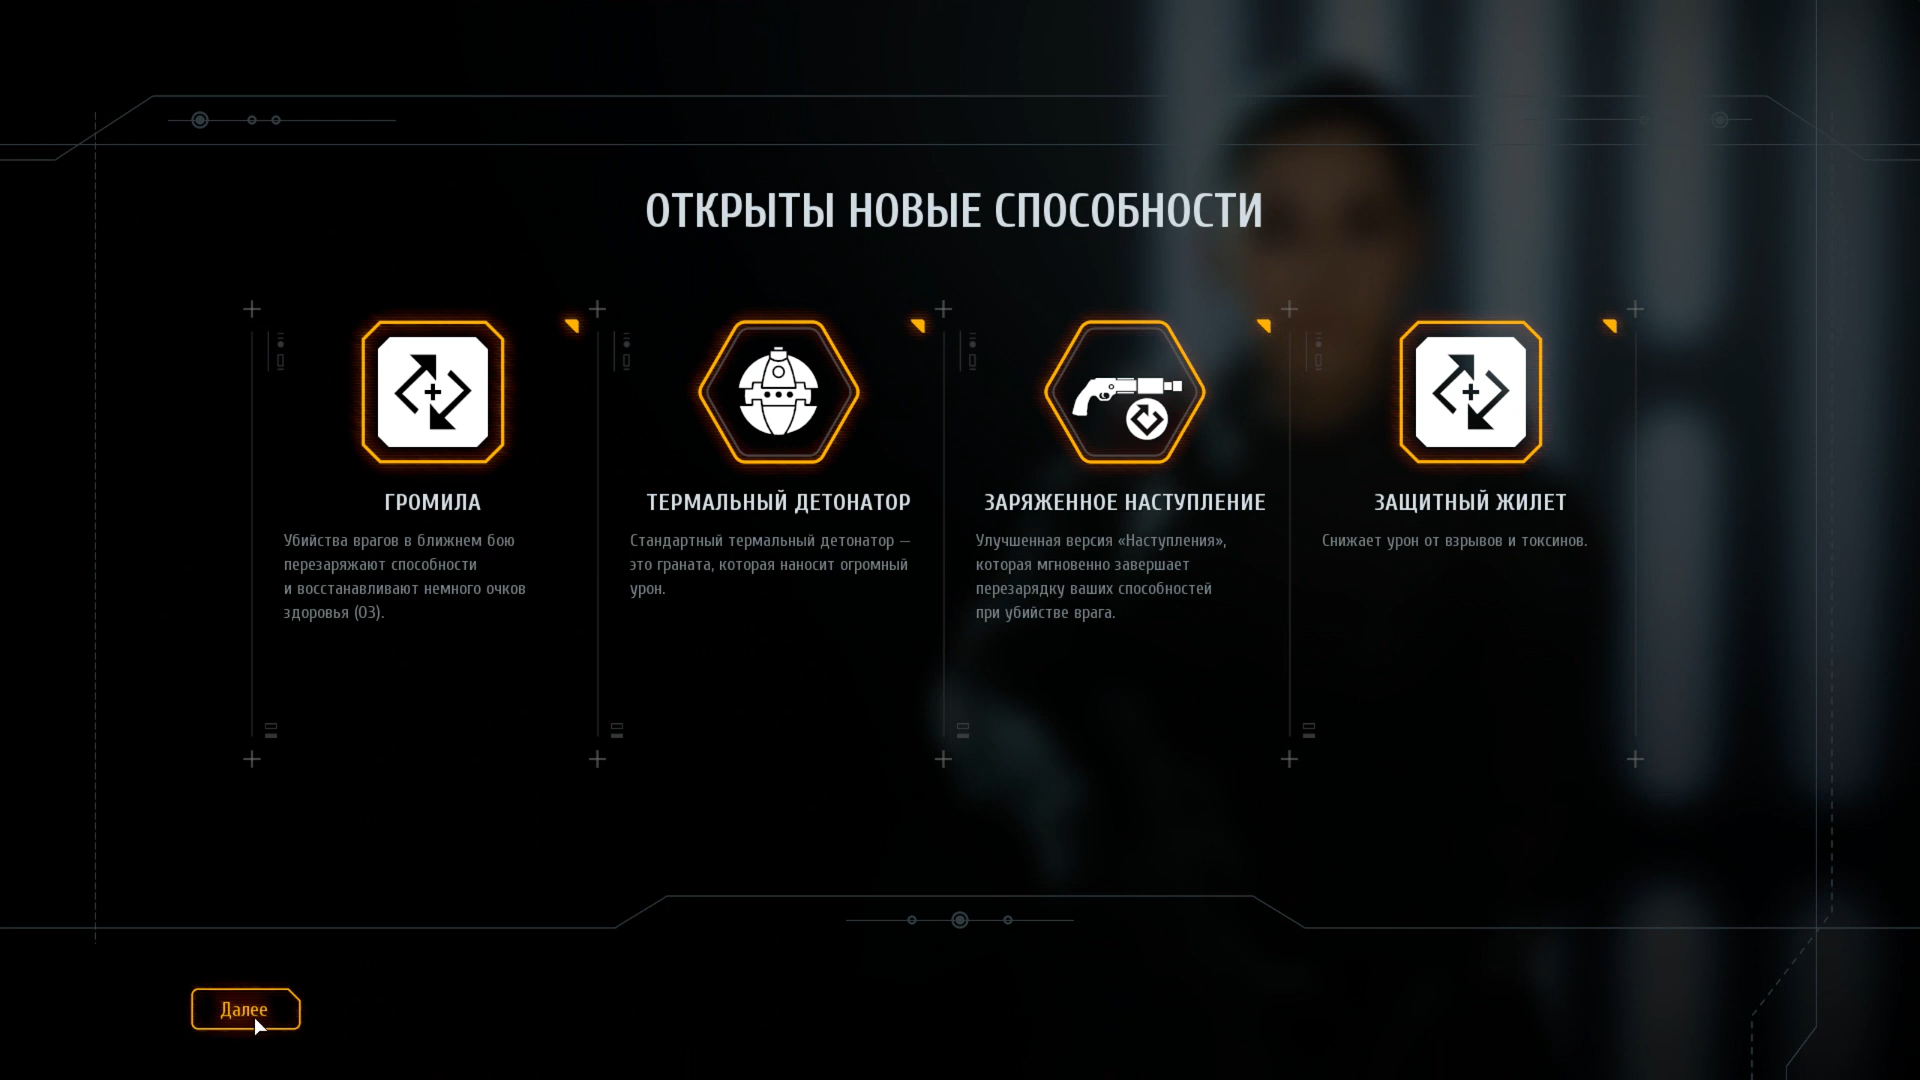 ОТКРЫТЫ НОВЫЕ СПОСОБНОСТИ
ГРОМИЛА
Убийства врагов в ближнем бою
перезаряжают способности
и восстанавливают немного очков
здоровья (ОЗ).
ТЕРМАЛЬНЫЙ ДЕТОНАТОР
Стандартный термальный детонатор —
это граната, которая наносит огромный
урон.
ЗАРЯЖЕННОЕ НАСТУПЛЕНИЕ
Улучшенная версия «Наступления»,
которая мгновенно завершает
перезарядку ваших способностей
при убийстве врага.
ЗАЩИТНЫЙ ЖИЛЕТ
Снижает урон от взрывов и токсинов.
Далее